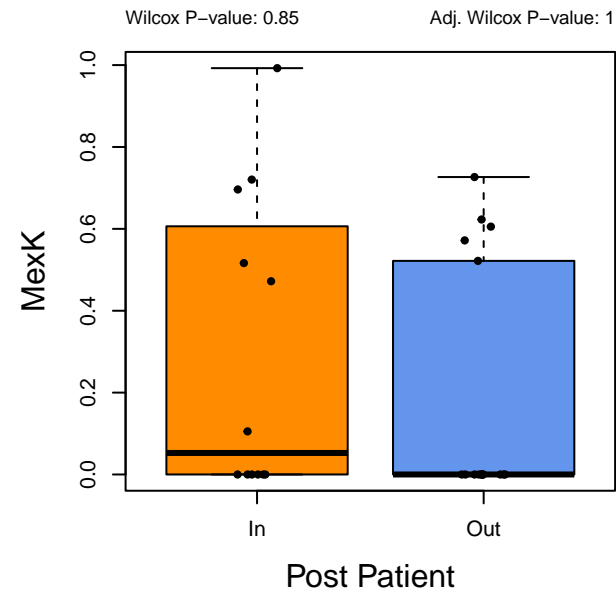 Wilcox P−value: 0.85
Adj. Wilcox P−value: 1
1.0
0.8
0.6
0.4
0.2
0.0
MexK
In
Out
Post Patient